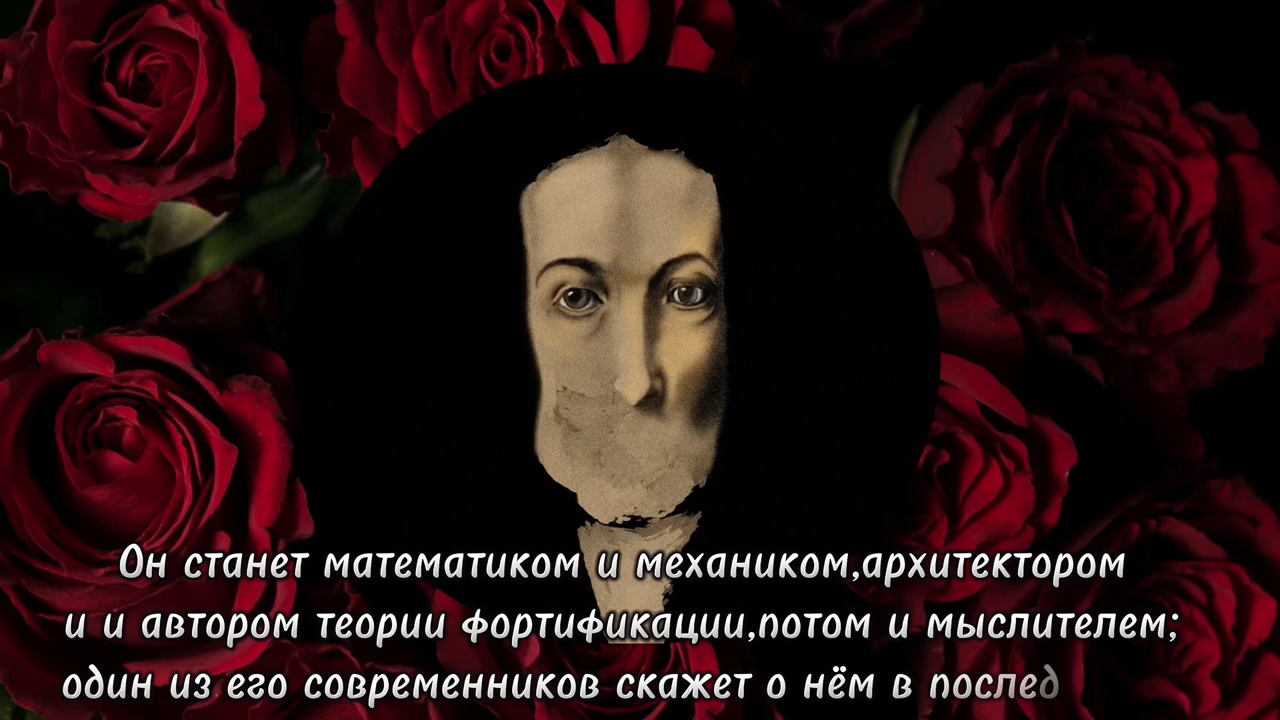 Он станет математиком и механиком,архитектором
и и автором теории фортификации,потом и мыслителем;
один из его современников скажет о нём в послед